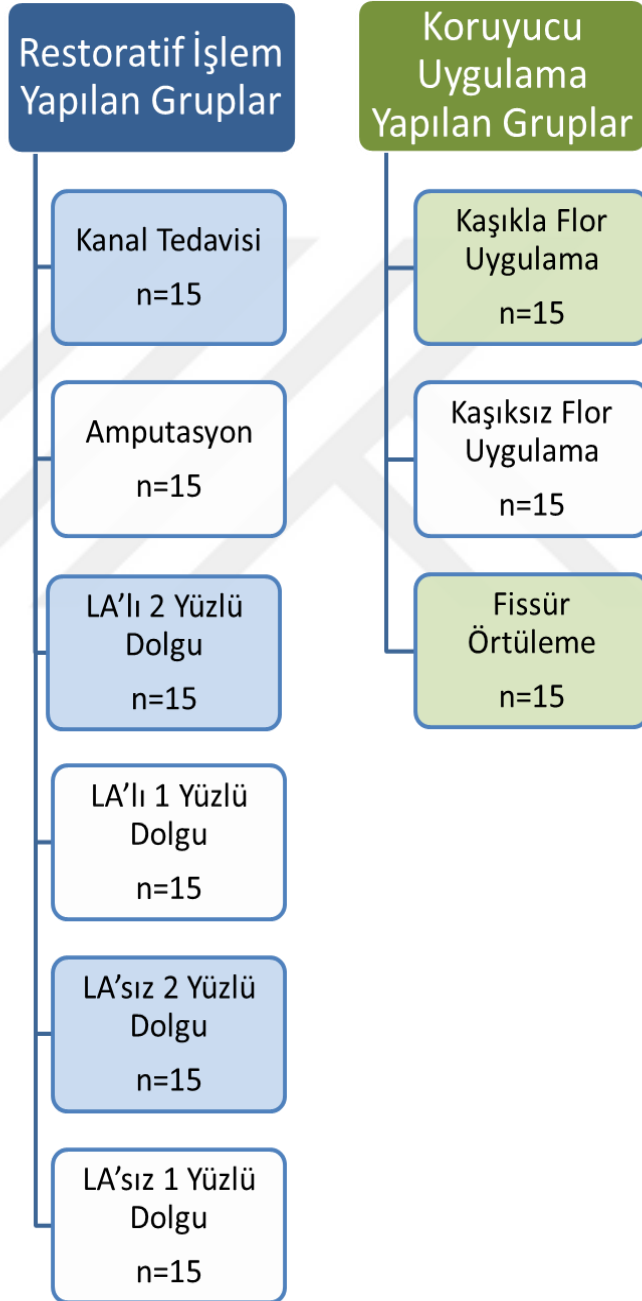 Restoratif İşlem
Yapılan Gruplar
Kanal Tedavisi
n=15
Amputasyon
n=15
LA’lı 2 Yüzlü
Dolgu
n=15
LA’lı 1 Yüzlü
Dolgu
n=15
LA’sız 2 Yüzlü
Dolgu
n=15
LA’sız 1 Yüzlü
Dolgu
n=15
Koruyucu
Uygulama
Yapılan Gruplar
Kaşıkla Flor
Uygulama
n=15
Kaşıksız Flor
Uygulama
n=15
Fissür
Örtüleme
n=15